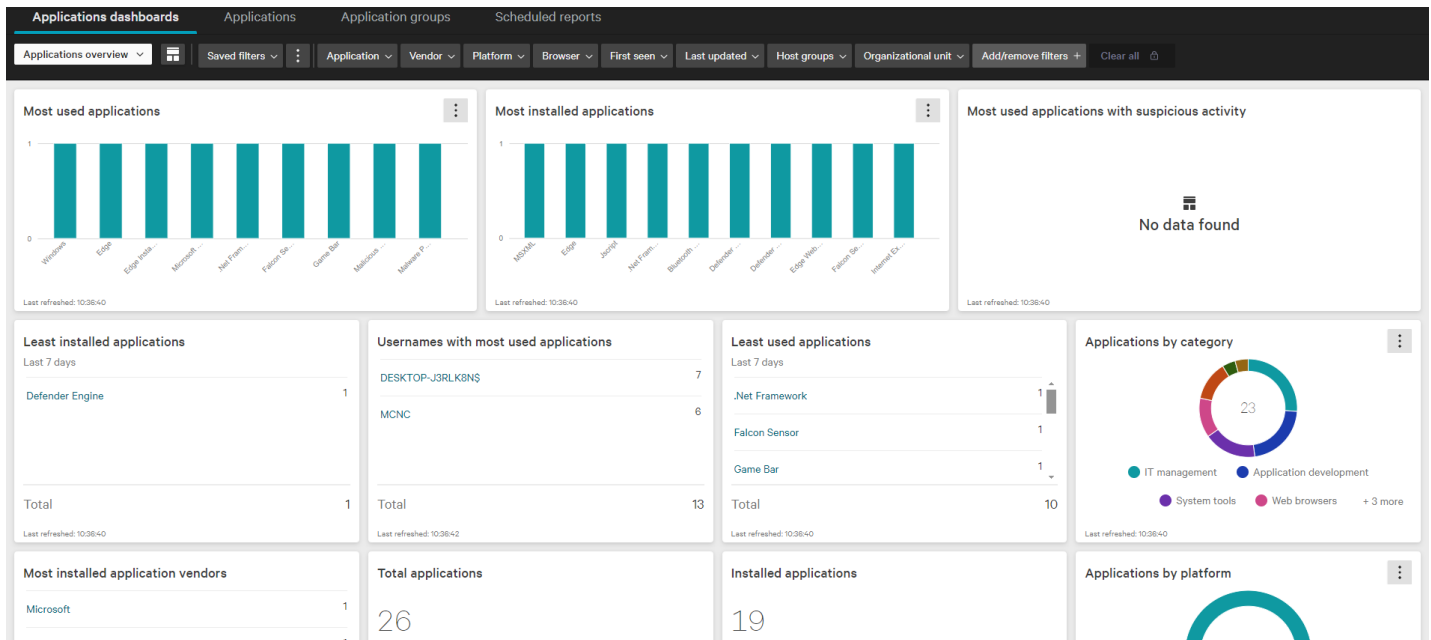 Applications dashboards Applications Application groups Scheduled reports
Applications overview Saved filters Application Vendor Platform Browser First seen Last updated Host groups Organizational unit Add/remove filters + Clear all
Most used applications
1
0
Windows Edge Edge Insta... Microsoft ... .Net Fram... Falcon Se... Game Bar Malicious ... Malware P...
Last refreshed: 10:36:40
Most installed applications
1
0
MSXML Edge Jscript .Net Fram... Bluetooth ... Defender ... Defender ... Edge Web... Falcon Se... Internet Ex...
Last refreshed: 10:36:40
Most used applications with suspicious activity
No data found
Last refreshed: 10:36:40
Least installed applications
Last 7 days
Defender Engine 1
Total 1
Last refreshed: 10:36:40
Usernames with most used applications
DESKTOP-J3RLK8N$ 7
MCNC 6
Total 13
Last refreshed: 10:36:42
Least used applications
Last 7 days
.Net Framework 1
Falcon Sensor 1
Game Bar 1
Total 10
Last refreshed: 10:36:40
Applications by category
23
IT management Application development
System tools Web browsers + 3 more
Last refreshed: 10:36:40
Most installed application vendors
Microsoft 1
Total applications
26
Installed applications
19
Applications by platform